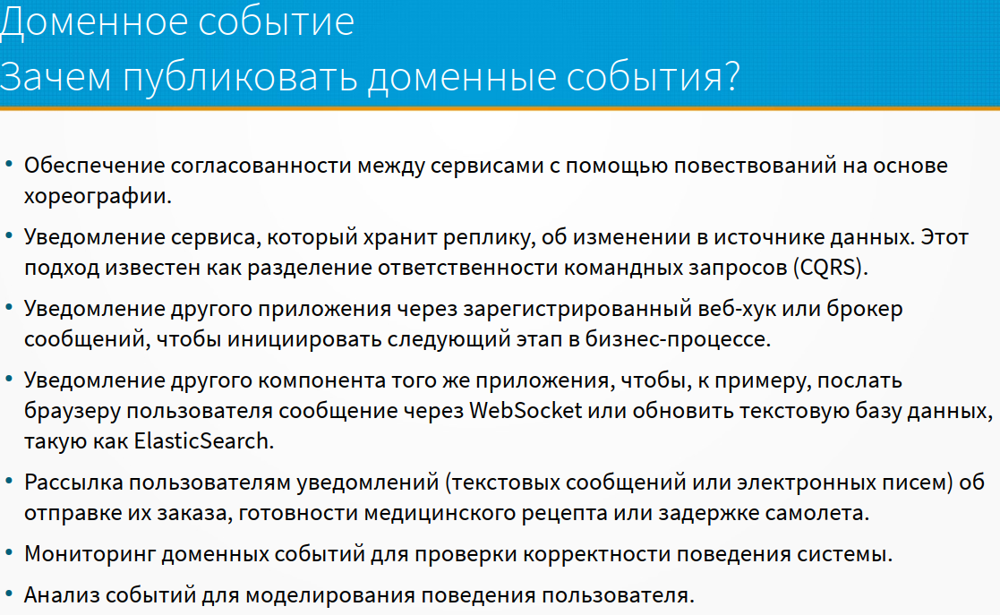 Доменное событие
Зачем публиковать доменные события?
• Обеспечение согласованности между сервисами с помощью повествований на основе
хореографии.
• Уведомление сервиса, который хранит реплику, об изменении в источнике данных. Этот
подход известен как разделение ответственности командных запросов (CQRS).
• Уведомление другого приложения через зарегистрированный веб-хук или брокер
сообщений, чтобы инициировать следующий этап в бизнес-процессе.
• Уведомление другого компонента того же приложения, чтобы, к примеру, послать
браузеру пользователя сообщение через WebSocket или обновить текстовую базу данных,
такую как ElasticSearch.
• Рассылка пользователям уведомлений (текстовых сообщений или электронных писем) об
отправке их заказа, готовности медицинского рецепта или задержке самолета.
• Мониторинг доменных событий для проверки корректности поведения системы.
• Анализ событий для моделирования поведения пользователя.